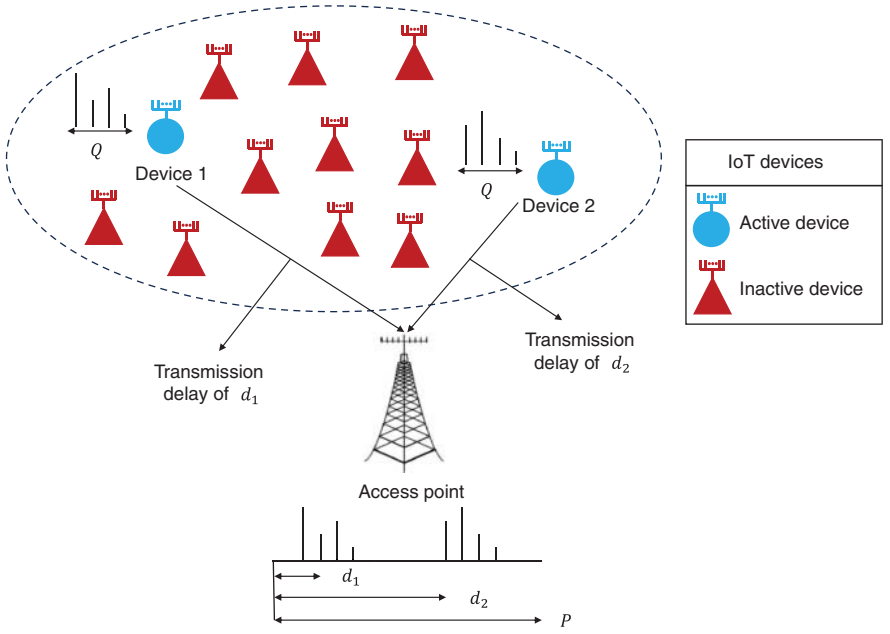 Q
Device 1
Q
Device 2
IoT devices
Active device
Inactive device
Transmission
delay of d₁
Transmission
delay of d₂
Access point
d₁
d₂
P